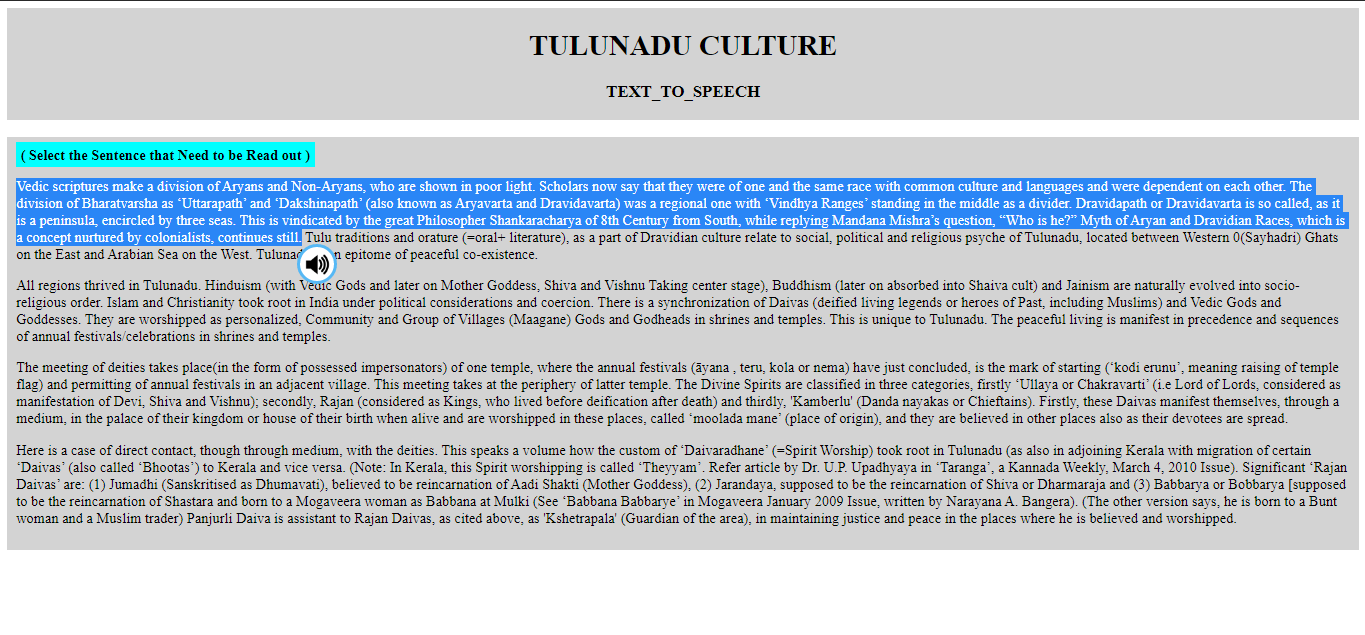 TULUNADU CULTURE
TEXT_TO_SPEECH
( Select the Sentence that Need to be Read out )
Vedic scriptures make a division of Aryans and Non-Aryans, who are shown in poor light. Scholars now say that they were of one and the same race with common culture and languages and were dependent on each other. The
division of Bharatvarsha as ‘Uttarapath’ and ‘Dakshinapath’ (also known as Aryavarta and Dravidavarta) was a regional one with ‘Vindhya Ranges’ standing in the middle as a divider. Dravidapath or Dravidavarta is so called, as it
is a peninsula, encircled by three seas. This is vindicated by the great Philosopher Shankaracharya of 8th Century from South, while replying Mandana Mishra’s question, “Who is he?” Myth of Aryan and Dravidian Races, which is
a concept nurtured by colonialists, continues still. Tulu traditions and orature (=oral+ literature), as a part of Dravidian culture relate to social, political and religious psyche of Tulunadu, located between Western 0(Sayhadri) Ghats
on the East and Arabian Sea on the West. epitome of peaceful co-existence.
All regions thrived in Tulunadu. Hinduism (with Vedic Gods and later on Mother Goddess, Shiva and Vishnu Taking center stage), Buddhism (later on absorbed into Shaiva cult) and Jainism are naturally evolved into socio-
religious order. Islam and Christianity took root in India under political considerations and coercion. There is a synchronization of Daivas (deified living legends or heroes of Past, including Muslims) and Vedic Gods and
Goddesses. They are worshipped as personalized, Community and Group of Villages (Maagane) Gods and Godheads in shrines and temples. This is unique to Tulunadu. The peaceful living is manifest in precedence and sequences
of annual festivals/celebrations in shrines and temples.
The meeting of deities takes place(in the form of possessed impersonators) of one temple, where the annual festivals (āyana , teru, kola or nema) have just concluded, is the mark of starting (‘kodi erunu’, meaning raising of temple
flag) and permitting of annual festivals in an adjacent village. This meeting takes at the periphery of latter temple. The Divine Spirits are classified in three categories, firstly ‘Ullaya or Chakravarti’ (i.e Lord of Lords, considered as
manifestation of Devi, Shiva and Vishnu); secondly, Rajan (considered as Kings, who lived before deification after death) and thirdly, 'Kamberlu' (Danda nayakas or Chieftains). Firstly, these Daivas manifest themselves, through a
medium, in the palace of their kingdom or house of their birth when alive and are worshipped in these places, called ‘moolada mane’ (place of origin), and they are believed in other places also as their devotees are spread.
Here is a case of direct contact, though through medium, with the deities. This speaks a volume how the custom of ‘Daivaradhane’ (=Spirit Worship) took root in Tulunadu (as also in adjoining Kerala with migration of certain
‘Daivas’ (also called ‘Bhootas’) to Kerala and vice versa. (Note: In Kerala, this Spirit worshipping is called ‘Theyyam’. Refer article by Dr. U.P. Upadhyaya in ‘Taranga’, a Kannada Weekly, March 4, 2010 Issue). Significant ‘Rajan
Daivas’ are: (1) Jumadhi (Sanskritised as Dhumavati), believed to be reincarnation of Aadi Shakti (Mother Goddess), (2) Jarandaya, supposed to be the reincarnation of Shiva or Dharmaraja and (3) Babbarya or Bobbarya [supposed
to be the reincarnation of Shastara and born to a Mogaveera woman as Babbana at Mulki (See ‘Babbana Babbarye’ in Mogaveera January 2009 Issue, written by Narayana A. Bangera). (The other version says, he is born to a Bunt
woman and a Muslim trader) Panjurli Daiva is assistant to Rajan Daivas, as cited above, as 'Kshetrapala' (Guardian of the area), in maintaining justice and peace in the places where he is believed and worshipped.